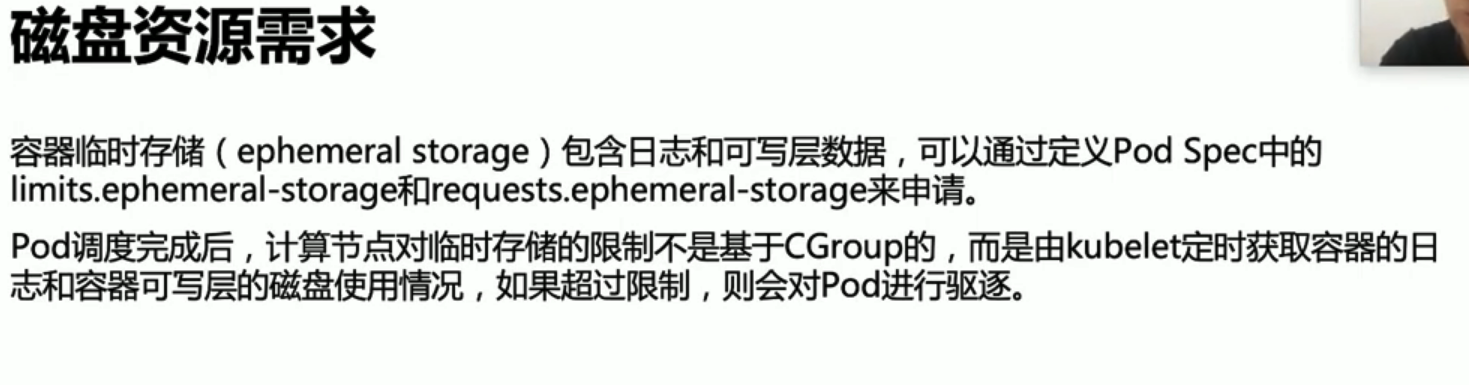 磁盘资源需求
容器临时存储（ephemeral storage）包含日志和可写层数据，可以通过定义Pod Spec中的
limits.ephemeral-storage和requests.ephemeral-storage来申请。
Pod调度完成后，计算节点对临时存储的限制不是基于CGroup的，而是由kubelet定时获取容器的日
志和容器可写层的磁盘使用情况，如果超过限制，则会对Pod进行驱逐。